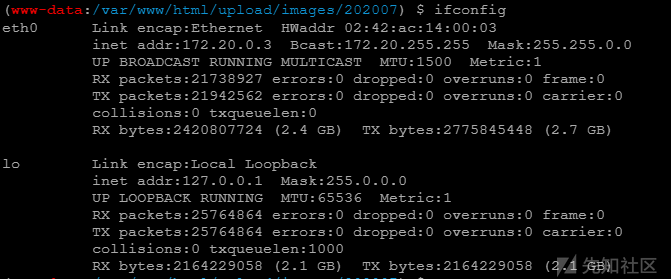 (www-data:/var/www/html/upload/images/202007) $ ifconfig
eth0      Link encap:Ethernet  HWaddr 02:42:ac:14:00:03
          inet addr:172.20.0.3  Bcast:172.20.255.255  Mask:255.255.0.0
          UP BROADCAST RUNNING MULTICAST  MTU:1500  Metric:1
          RX packets:21738927 errors:0 dropped:0 overruns:0 frame:0
          TX packets:21942562 errors:0 dropped:0 overruns:0 carrier:0
          collisions:0 txqueuelen:0
          RX bytes:2420807724 (2.4 GB)  TX bytes:2775845448 (2.7 GB)
lo        Link encap:Local Loopback
          inet addr:127.0.0.1  Mask:255.0.0.0
          UP LOOPBACK RUNNING  MTU:65536  Metric:1
          RX packets:25764864 errors:0 dropped:0 overruns:0 frame:0
          TX packets:25764864 errors:0 dropped:0 overruns:0 carrier:0
          collisions:0 txqueuelen:1000
          RX bytes:2164229058 (2.1 GB)  TX bytes:2164229058 (2.1 GB)
先知社区